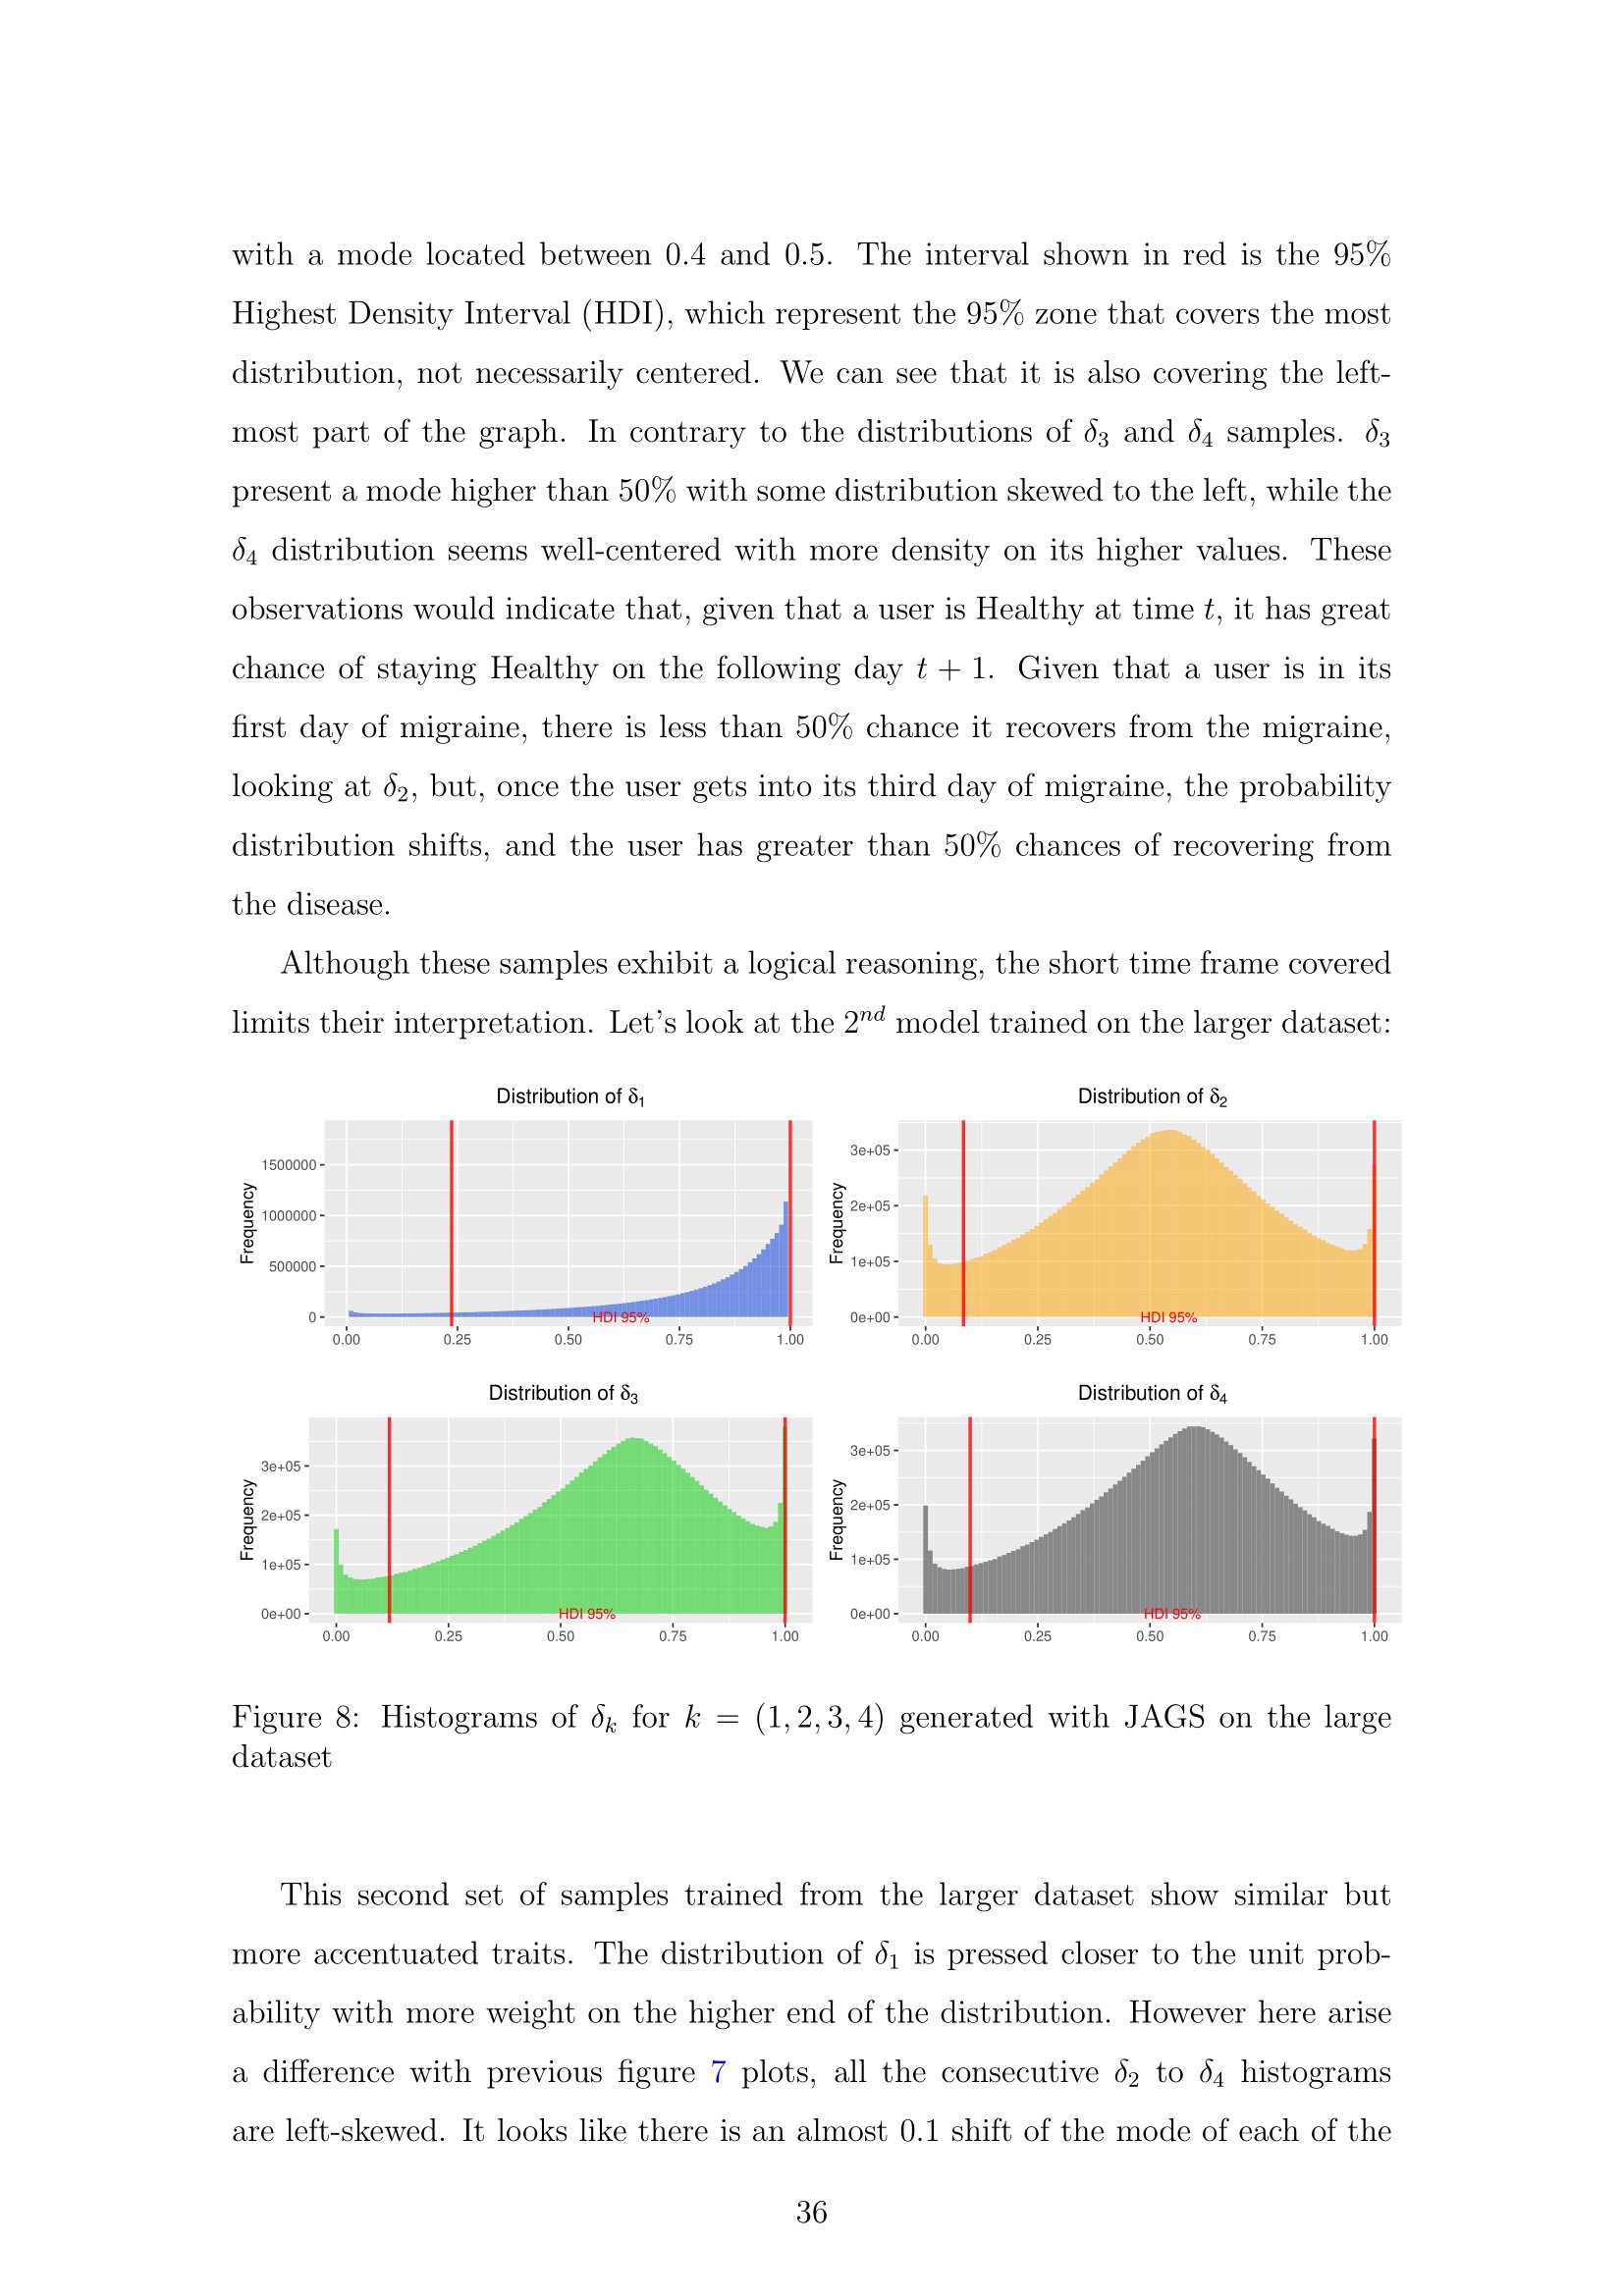 with a mode located between 0.4 and 0.5. The interval shown in red is the 95%
Highest Density Interval (HDI), which represent the 95% zone that covers the most
distribution, not necessarily centered. We can see that it is also covering the left-
most part of the graph. In contrary to the distributions of δ3 and δ4 samples. δ3
present a mode higher than 50% with some distribution skewed to the left, while the
δ4 distribution seems well-centered with more density on its higher values. These
observations would indicate that, given that a user is Healthy at time t, it has great
chance of staying Healthy on the following day t + 1. Given that a user is in its
first day of migraine, there is less than 50% chance it recovers from the migraine,
looking at δ2, but, once the user gets into its third day of migraine, the probability
distribution shifts, and the user has greater than 50% chances of recovering from
the disease.
Although these samples exhibit a logical reasoning, the short time frame covered
limits their interpretation. Let's look at the 2nd model trained on the larger dataset:
Distribution of δ1
Frequency
1500000
1000000
500000
0
HDI 95%
0.00 0.25 0.50 0.75 1.00
Distribution of δ2
Frequency
3e+05
2e+05
1e+05
0e+00
HDI 95%
0.00 0.25 0.50 0.75 1.00
Distribution of δ3
Frequency
3e+05
2e+05
1e+05
0e+00
HDI 95%
0.00 0.25 0.50 0.75 1.00
Distribution of δ4
Frequency
3e+05
2e+05
1e+05
0e+00
HDI 95%
0.00 0.25 0.50 0.75 1.00
Figure 8: Histograms of δk for k = (1, 2, 3, 4) generated with JAGS on the large
dataset
This second set of samples trained from the larger dataset show similar but
more accentuated traits. The distribution of δ1 is pressed closer to the unit prob-
ability with more weight on the higher end of the distribution. However here arise
a difference with previous figure 7 plots, all the consecutive δ2 to δ4 histograms
are left-skewed. It looks like there is an almost 0.1 shift of the mode of each of the
36